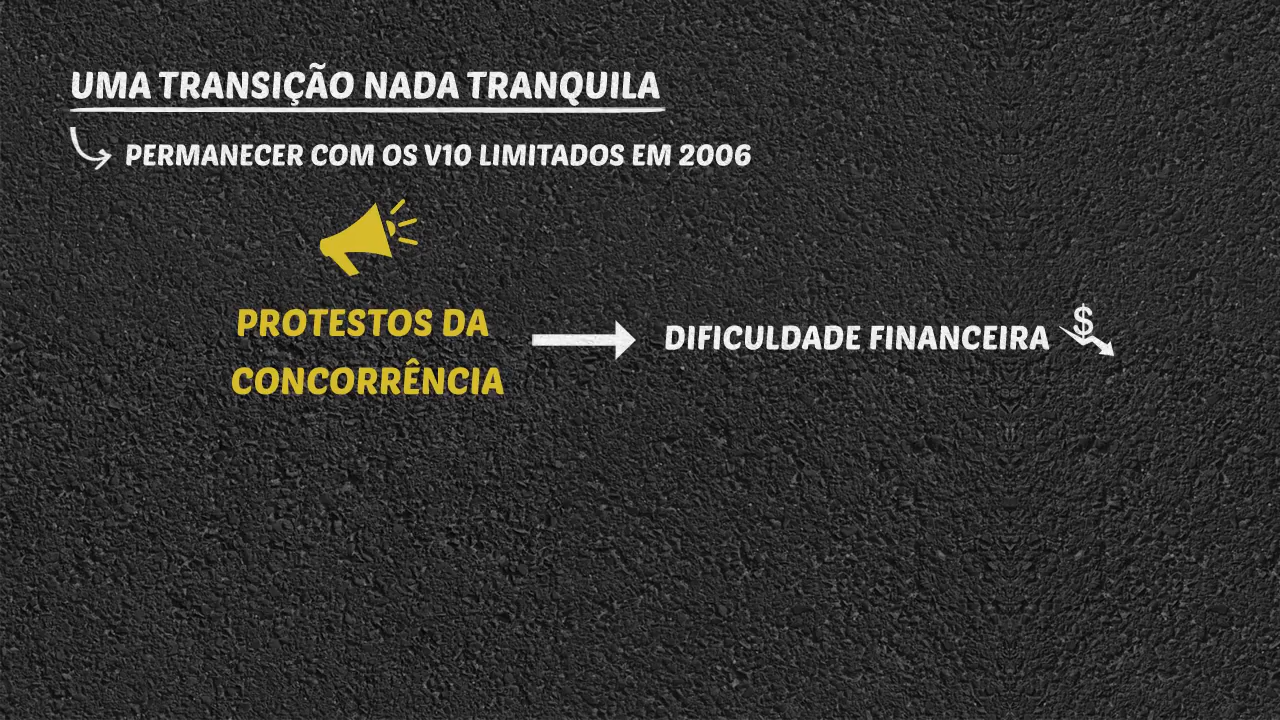 UMA TRANSIÇÃO NADA TRANQUILA
PERMANECER COM OS V10 LIMITADOS EM 2006
PROTESTOS DA
CONCORRÊNCIA
DIFICULDADE FINANCEIRA $